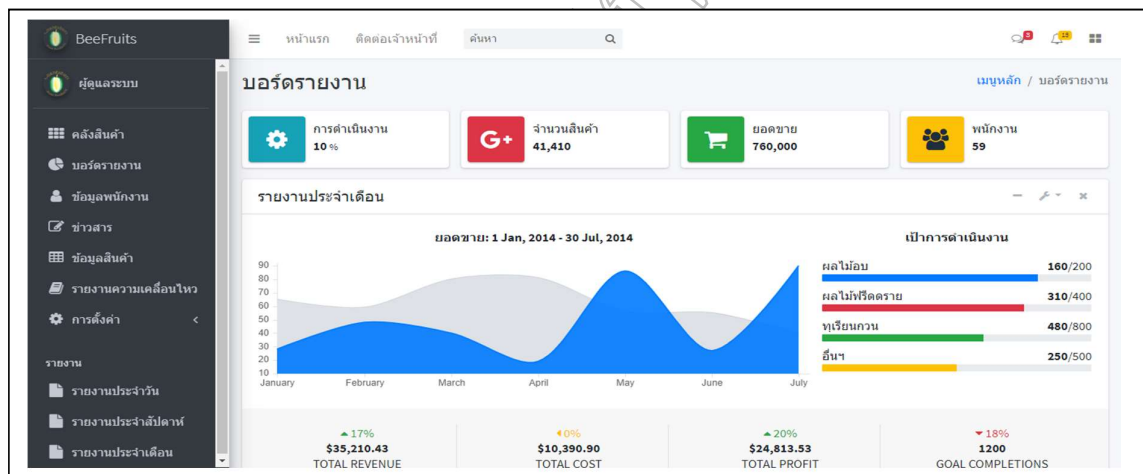 BeeFruits
หน้าแรก ติดต่อเจ้าหน้าที่ ค้นหา 3 15
ผู้ดูแลระบบ
คลังสินค้า
บอร์ดรายงาน
ข้อมูลพนักงาน
ข่าวสาร
ข้อมูลสินค้า
รายงานความเคลื่อนไหว
การตั้งค่า
รายงาน
รายงานประจำวัน
รายงานประจำสัปดาห์
รายงานประจำเดือน
บอร์ดรายงาน
เมนูหลัก / บอร์ดรายงาน
การดำเนินงาน
10 %
G+
จำนวนสินค้า
41,410
ยอดขาย
760,000
พนักงาน
59
รายงานประจำเดือน
ยอดขาย: 1 Jan, 2014 - 30 Jul, 2014
90
80
70
60
50
40
30
20
10
January February March April May June July
เป้าการดำเนินงาน
ผลไม้อบ 160/200
ผลไม้ฟรีดดราย 310/400
ทุเรียนกวน 480/800
อื่นๆ 250/500
17%
$35,210.43
TOTAL REVENUE
0%
$10,390.90
TOTAL COST
20%
$24,813.53
TOTAL PROFIT
18%
1200
GOAL COMPLETIONS